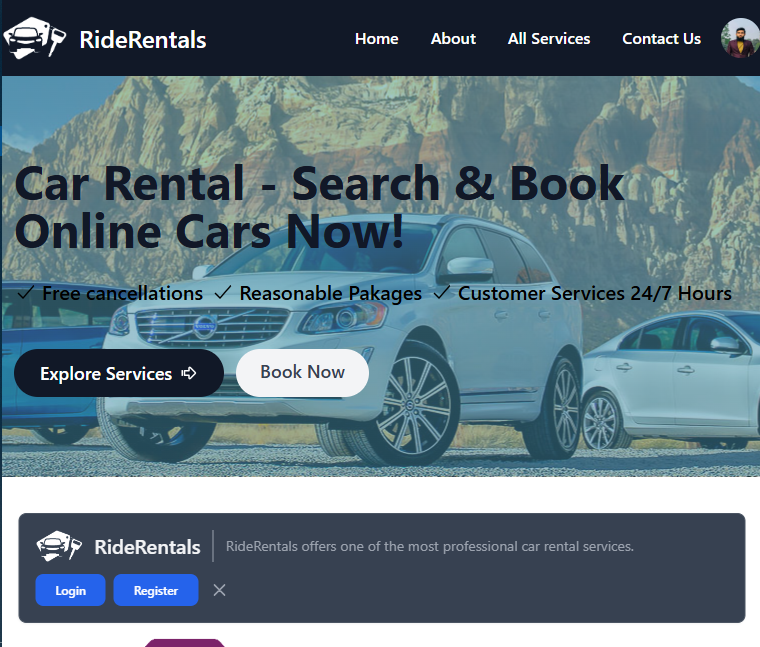 RideRentals Home About All Services Contact Us
Car Rental - Search & Book
Online Cars Now!
Free cancellations Reasonable Pakages Customer Services 24/7 Hours
Explore Services Book Now
RideRentals RideRentals offers one of the most professional car rental services.
Login Register